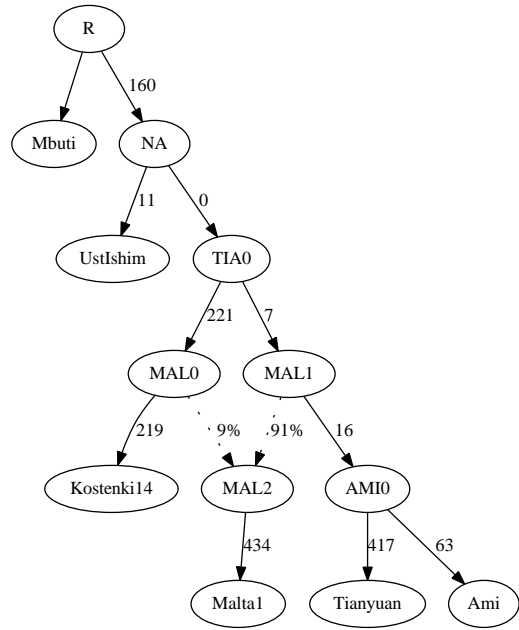 R
160
Mbuti
NA
11
0
UstIshim
TIA0
221
7
MAL0
MAL1
219
9%
91%
16
Kostenki14
MAL2
AMI0
434
417
63
Malta1
Tianyuan
Ami